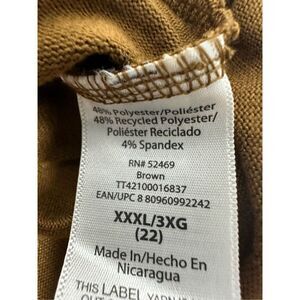 48% Polyester/Poliéster
48% Recycled Polyester/
Poliéster Reciclado
4% Spandex
RN# 52469
Brown
TT42100016837
EAN/UPC 8 80960992242
XXXL/3XG
(22)
Made In/Hecho En
Nicaragua
THIS LABEL